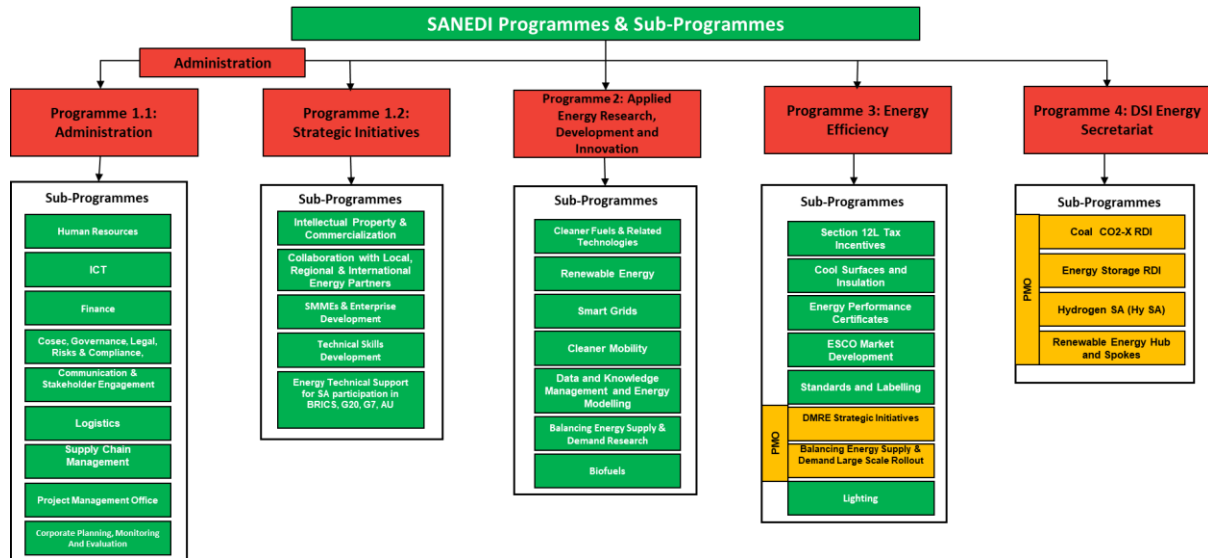 SANEDI Programmes & Sub-Programmes
Administration
Programme 1.1:
Administration
Sub-Programmes
Human Resources
ICT
Finance
Cosec, Governance, Legal,
Risks & Compliance,
Communication &
Stakeholder Engagement
Logistics
Supply Chain
Management
Project Management Office
Corporate Planning, Monitoring
And Evaluation
Programme 1.2:
Strategic Initiatives
Sub-Programmes
Intellectual Property &
Commercialization
Collaboration with Local,
Regional & International
Energy Partners
SMMEs & Enterprise
Development
Technical Skills
Development
Energy Technical Support
for SA participation in
BRICS, G20, G7, AU
Programme 2: Applied
Energy Research,
Development and
Innovation
Sub-Programmes
Cleaner Fuels & Related
Technologies
Renewable Energy
Smart Grids
Cleaner Mobility
Data and Knowledge
Management and Energy
Modelling
Balancing Energy Supply &
Demand Research
Biofuels
Programme 3: Energy
Efficiency
Sub-Programmes
Section 12L Tax
Incentives
Cool Surfaces and
Insulation
Energy Performance
Certificates
ESCO Market
Development
Standards and Labelling
PMO
DMRE Strategic Initiatives
Balancing Energy Supply &
Demand Large Scale Rollout
Lighting
Programme 4: DSI Energy
Secretariat
Sub-Programmes
PMO
Coal CO2-X RDI
Energy Storage RDI
Hydrogen SA (Hy SA)
Renewable Energy Hub
and Spokes